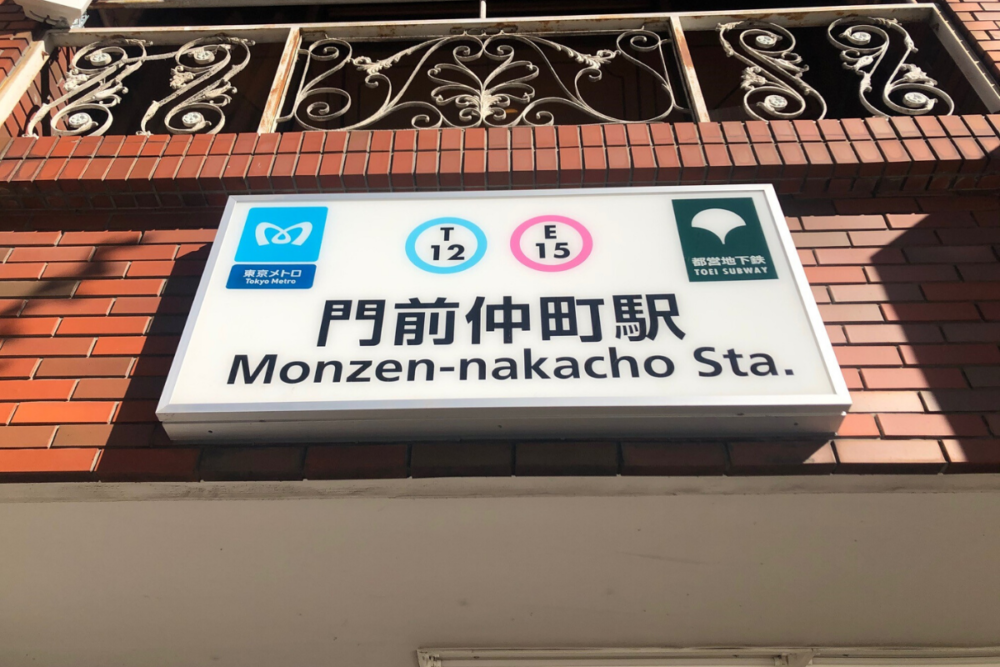 東京メトロ
Tokyo Metro
T
12
E
15
都営地下鉄
TOEI SUBWAY
門前仲町駅
Monzen-nakacho Sta.